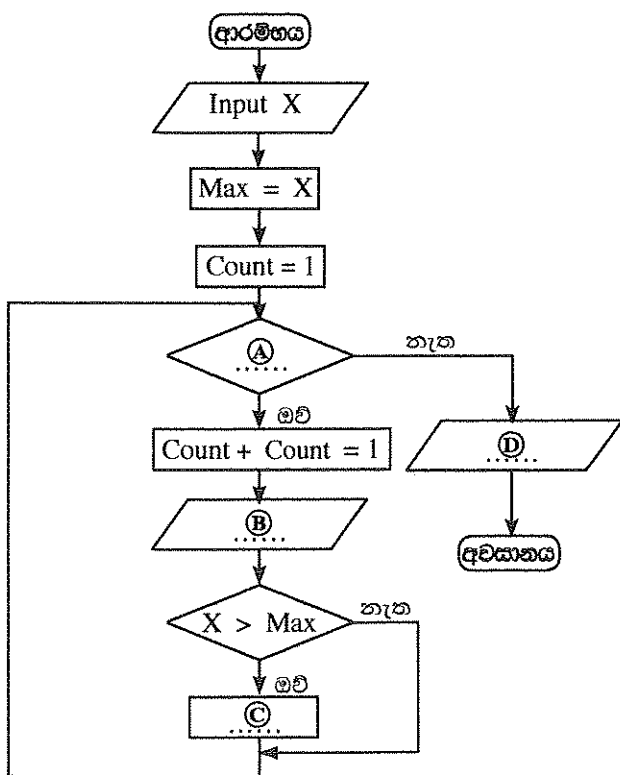 ආරම්භය
Input X
Max = X
Count = 1
Ⓐ
......
නැත
ඔව්
Count + Count = 1
Ⓓ
......
Ⓑ
......
අවසානය
X > Max
නැත
ඔව්
Ⓒ
......